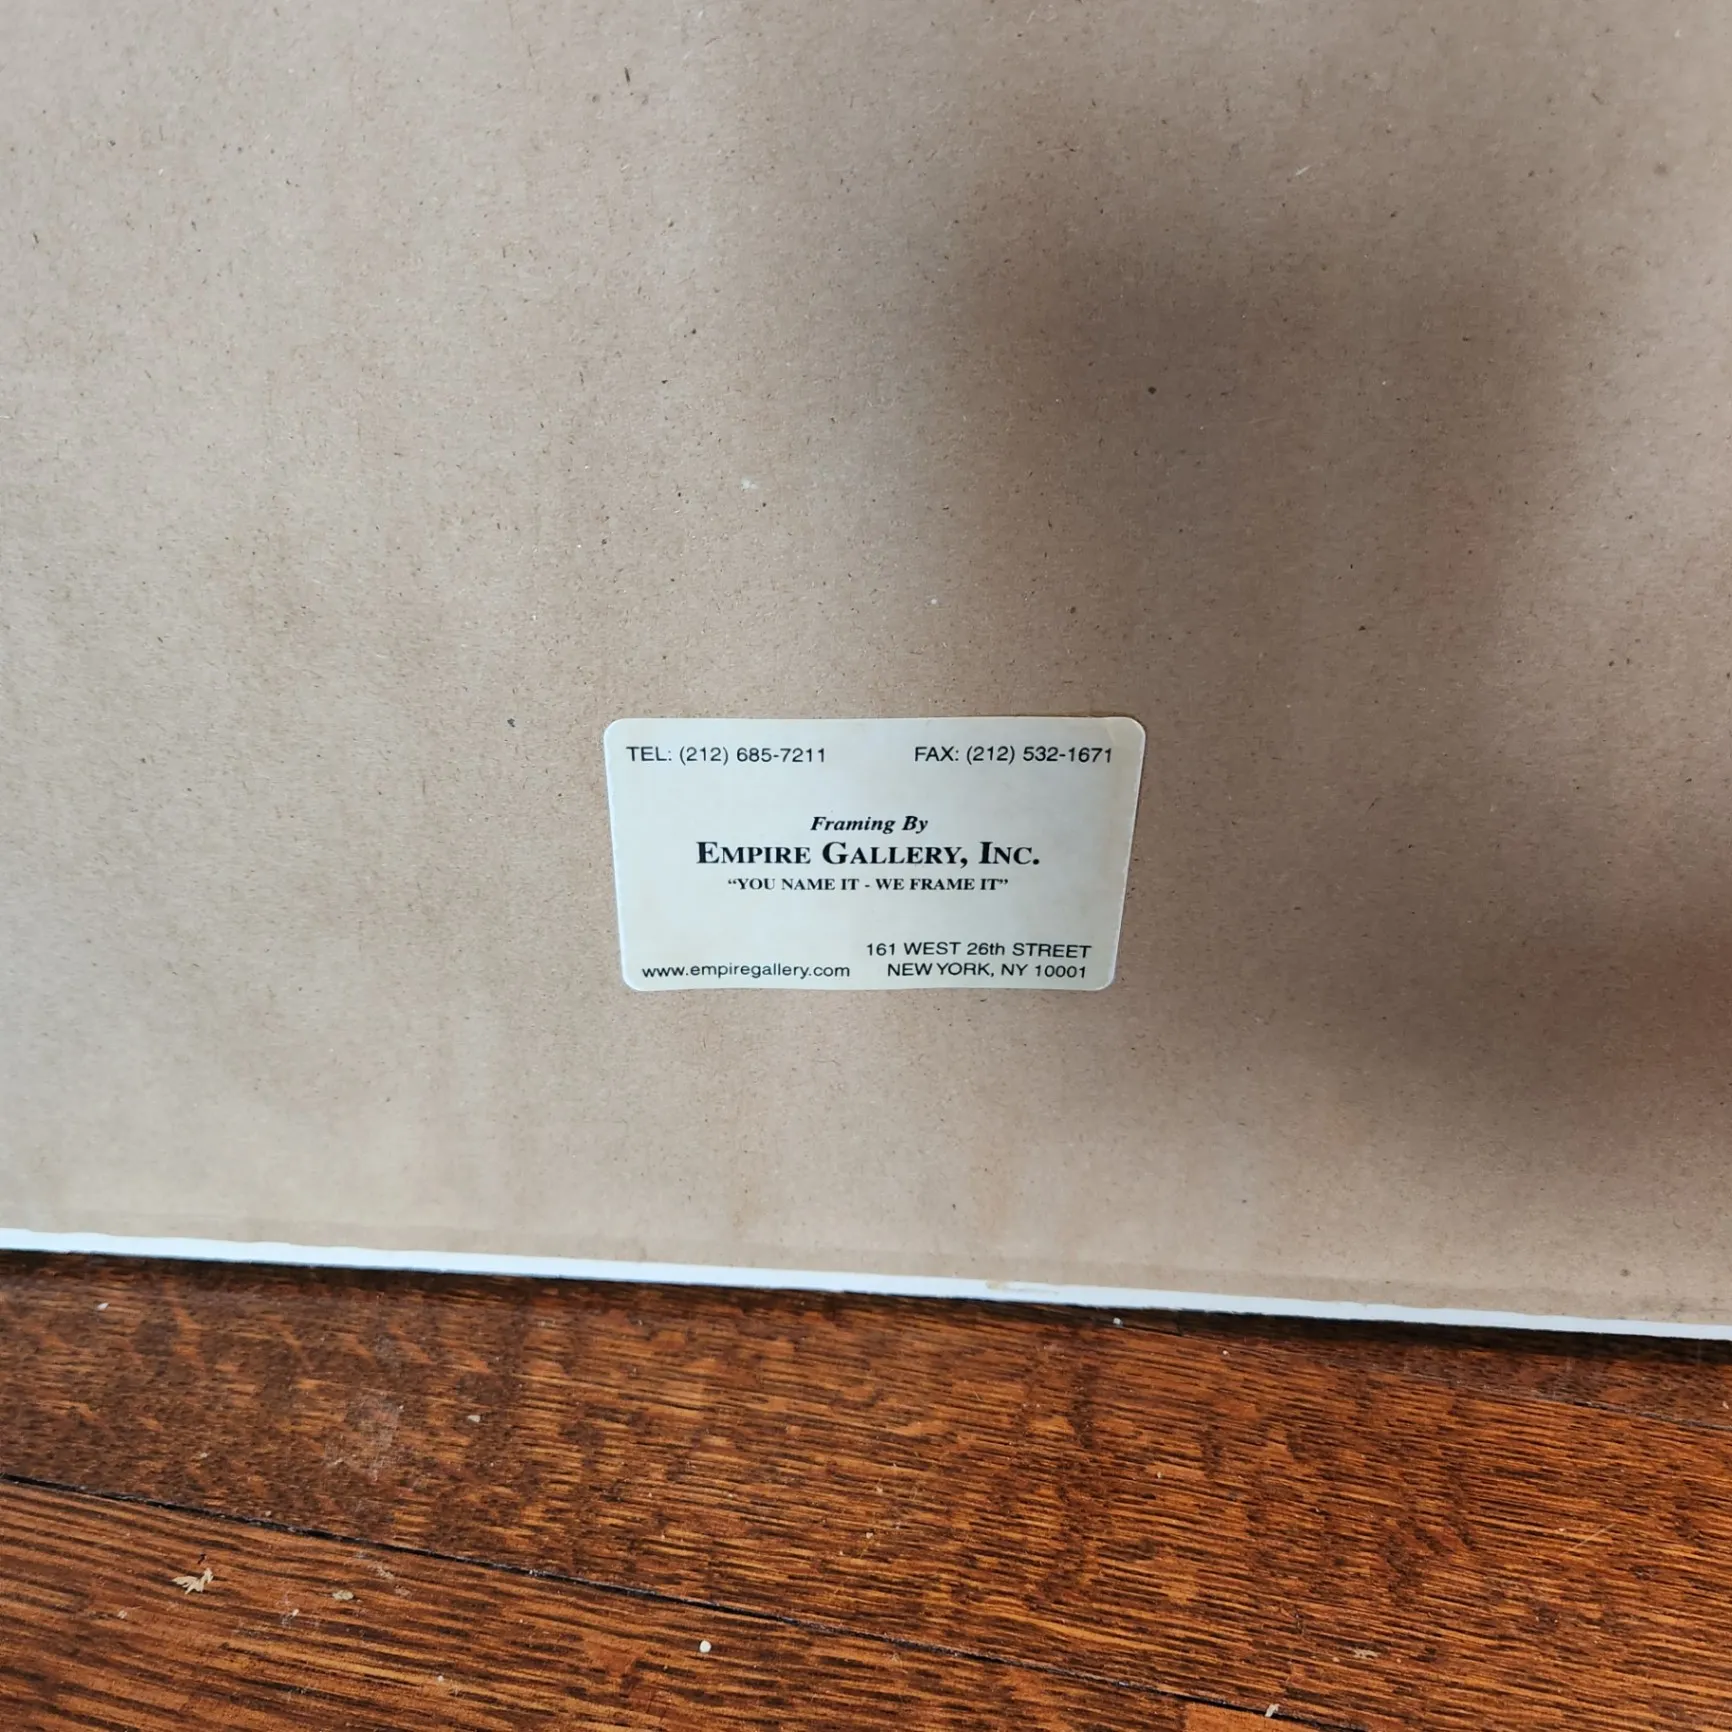 TEL: (212) 685-7211 FAX: (212) 532-1671
Framing By
EMPIRE GALLERY, INC.
“YOU NAME IT - WE FRAME IT”
161 WEST 26th STREET
www.empiregallery.com NEW YORK, NY 10001